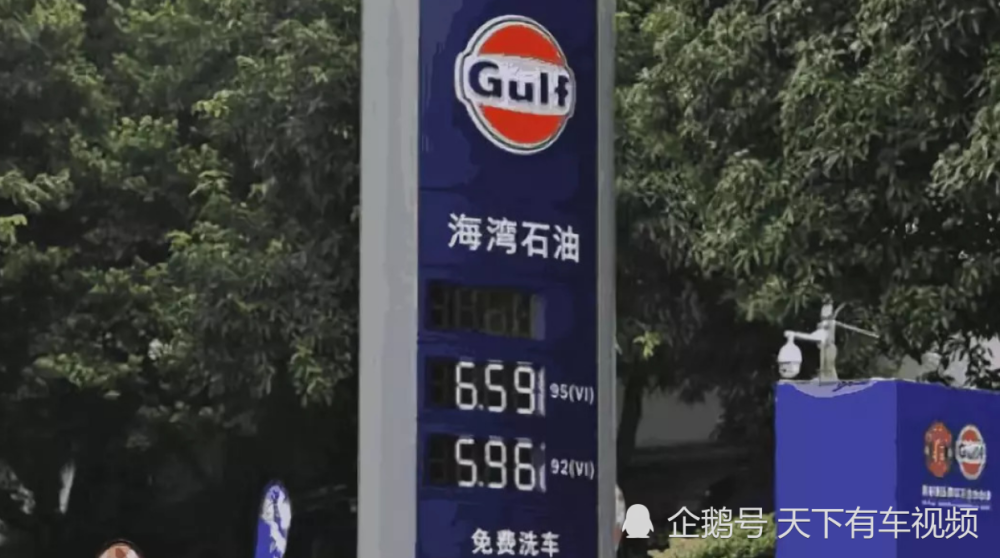 Gulf
海湾石油
6.59 95(VI)
5.96 92(VI)
免费洗车
Gulf
企鹅号 天下有车视频